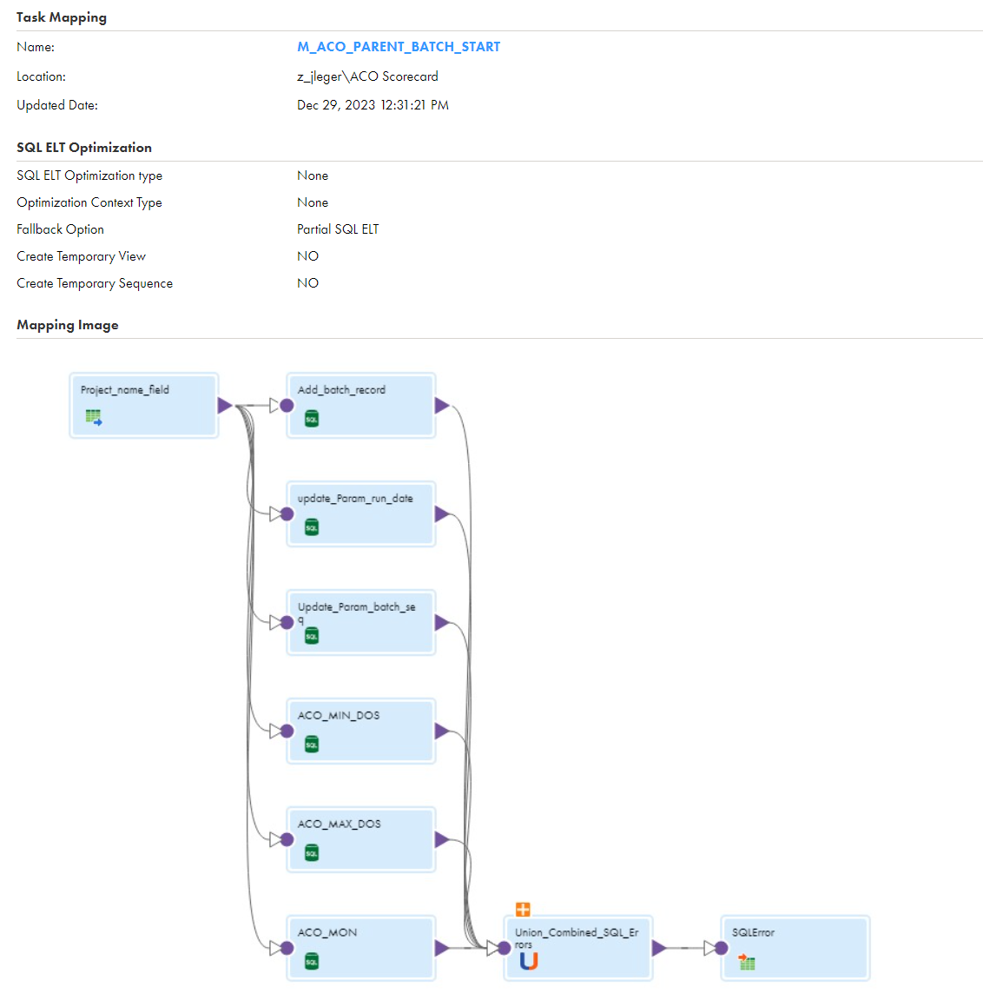 Task Mapping
Name: M_ACO_PARENT_BATCH_START
Location: z_jleger\ACO Scorecard
Updated Date: Dec 29, 2023 12:31:21 PM
SQL ELT Optimization
SQL ELT Optimization type None
Optimization Context Type None
Fallback Option Partial SQL ELT
Create Temporary View NO
Create Temporary Sequence NO
Mapping Image
Project_name_field
Add_batch_record
SQL
update_Param_run_date
SQL
Update_Param_batch_se
q
SQL
ACO_MIN_DOS
SQL
ACO_MAX_DOS
SQL
ACO_MON
SQL
Union_Combined_SQL_Er
rors
SQLError